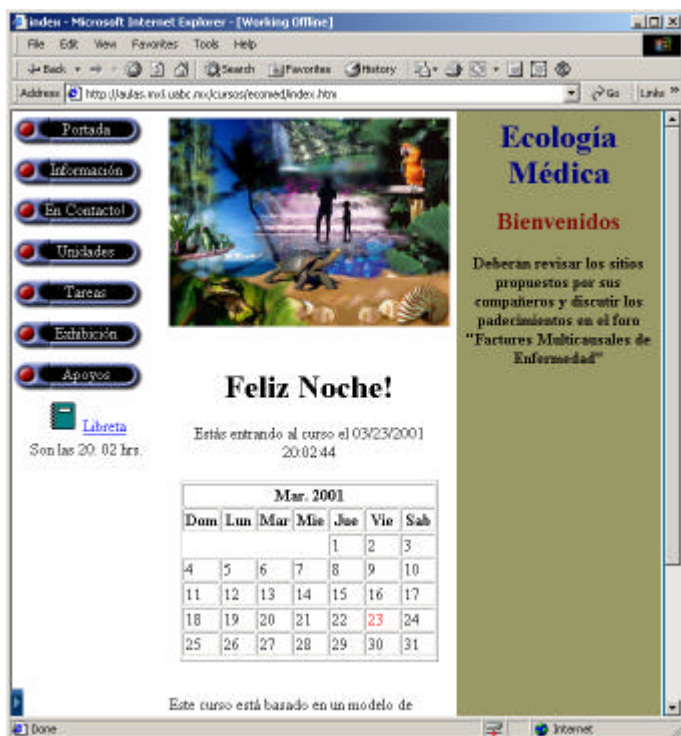 index - Microsoft Internet Explorer - [Working Offline]
File Edit View Favorites Tools Help
Back Search Favorites History
Address http://aulas.mxl.uabc.mx/cursos/ecomed/index.htm Go Links »
Portada
Información
En Contacto!
Unidades
Tareas
Exhibición
Apoyos
Libreta
Son las 20: 02 hrs.
Feliz Noche!
Estás entrando al curso el 03/23/2001
20:02:44
Mar. 2001
Dom Lun Mar Mie Jue Vie Sab
1 2 3
4 5 6 7 8 9 10
11 12 13 14 15 16 17
18 19 20 21 22 23 24
25 26 27 28 29 30 31
Este curso está basado en un modelo de
Ecología
Médica
Bienvenidos
Deberan revisar los sitios
propuestos por sus
compañeros y discutir los
padecimientos en el foro
"Factures Multicausales de
Enfermedad"
Done Internet